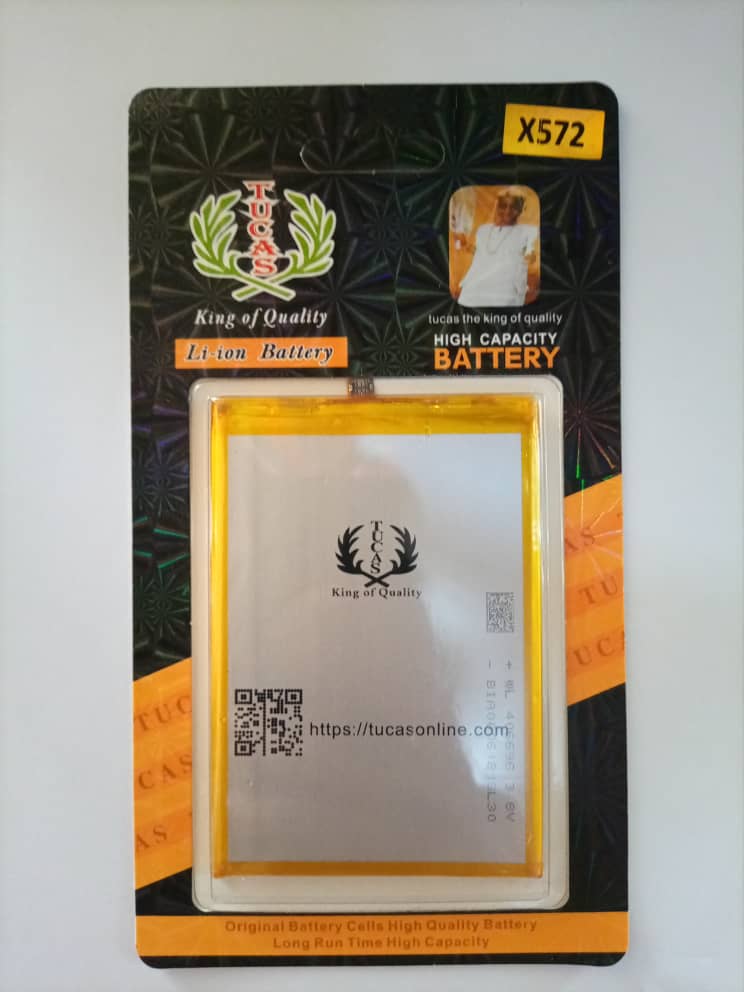 X572
TUCAS
King of Quality
Li-ion Battery
tucas the king of quality
HIGH CAPACITY
BATTERY
TUCAS
King of Quality
https://tucasonline.com
TUCAS
Original Battery Cells High Quality Battery
Long Run Time High Capacity